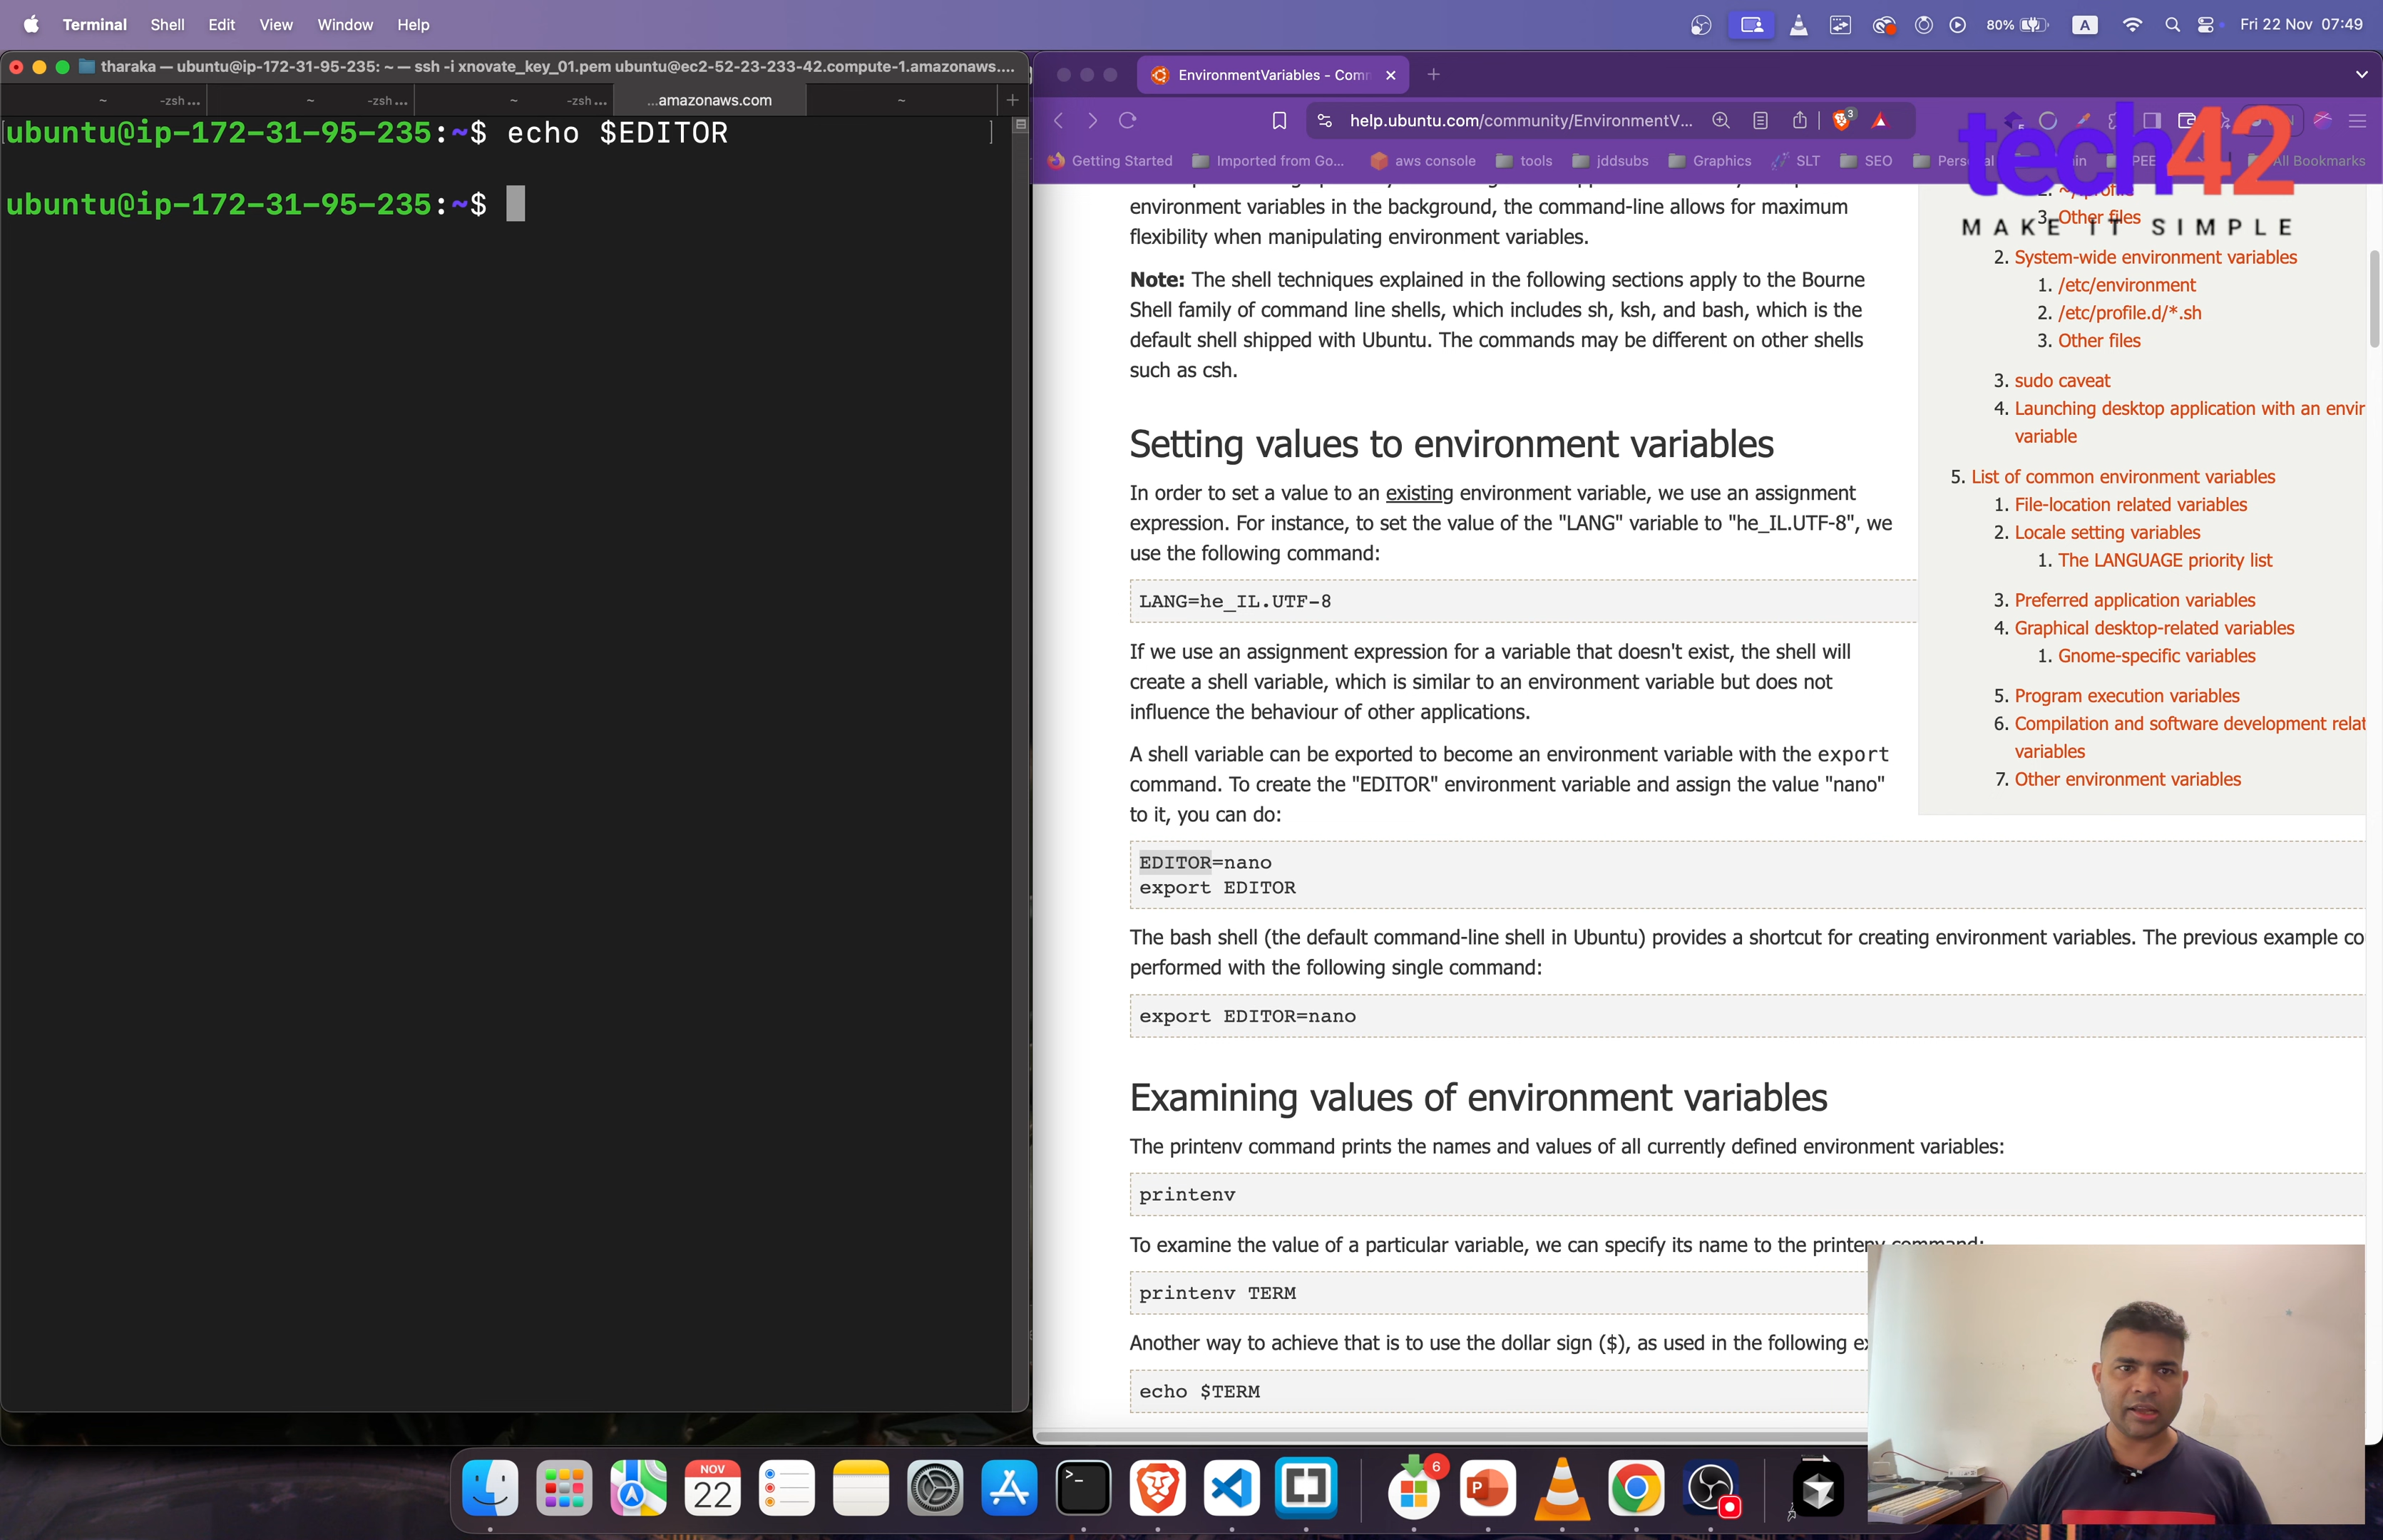 Terminal Shell Edit View Window Help
80% A Fri 22 Nov 07:49
tharaka — ubuntu@ip-172-31-95-235: ~ — ssh -i xnovate_key_01.pem ubuntu@ec2-52-23-233-42.compute-1.amazonaws....
~ -zsh... ~ -zsh... ~ -zsh... ...amazonaws.com ~ +
[ubuntu@ip-172-31-95-235:~$ echo $EDITOR ]
ubuntu@ip-172-31-95-235:~$
EnvironmentVariables - Com
help.ubuntu.com/community/EnvironmentV...
3
Getting Started Imported from Go... aws console tools jddsubs Graphics SLT SEO All Bookmarks
tech42
MAKE IT SIMPLE
environment variables in the background, the command-line allows for maximum
flexibility when manipulating environment variables.
Note: The shell techniques explained in the following sections apply to the Bourne
Shell family of command line shells, which includes sh, ksh, and bash, which is the
default shell shipped with Ubuntu. The commands may be different on other shells
such as csh.
Setting values to environment variables
In order to set a value to an existing environment variable, we use an assignment
expression. For instance, to set the value of the "LANG" variable to "he_IL.UTF-8", we
use the following command:
LANG=he_IL.UTF-8
If we use an assignment expression for a variable that doesn't exist, the shell will
create a shell variable, which is similar to an environment variable but does not
influence the behaviour of other applications.
A shell variable can be exported to become an environment variable with the export
command. To create the "EDITOR" environment variable and assign the value "nano"
to it, you can do:
EDITOR=nano
export EDITOR
The bash shell (the default command-line shell in Ubuntu) provides a shortcut for creating environment variables. The previous example co
performed with the following single command:
export EDITOR=nano
Examining values of environment variables
The printenv command prints the names and values of all currently defined environment variables:
printenv
To examine the value of a particular variable, we can specify its name to the printenv command:
printenv TERM
Another way to achieve that is to use the dollar sign ($), as used in the following ex
echo $TERM
3. Other files
2. System-wide environment variables
1. /etc/environment
2. /etc/profile.d/*.sh
3. Other files
3. sudo caveat
4. Launching desktop application with an envir
variable
5. List of common environment variables
1. File-location related variables
2. Locale setting variables
1. The LANGUAGE priority list
3. Preferred application variables
4. Graphical desktop-related variables
1. Gnome-specific variables
5. Program execution variables
6. Compilation and software development relat
variables
7. Other environment variables
NOV
22
6
P